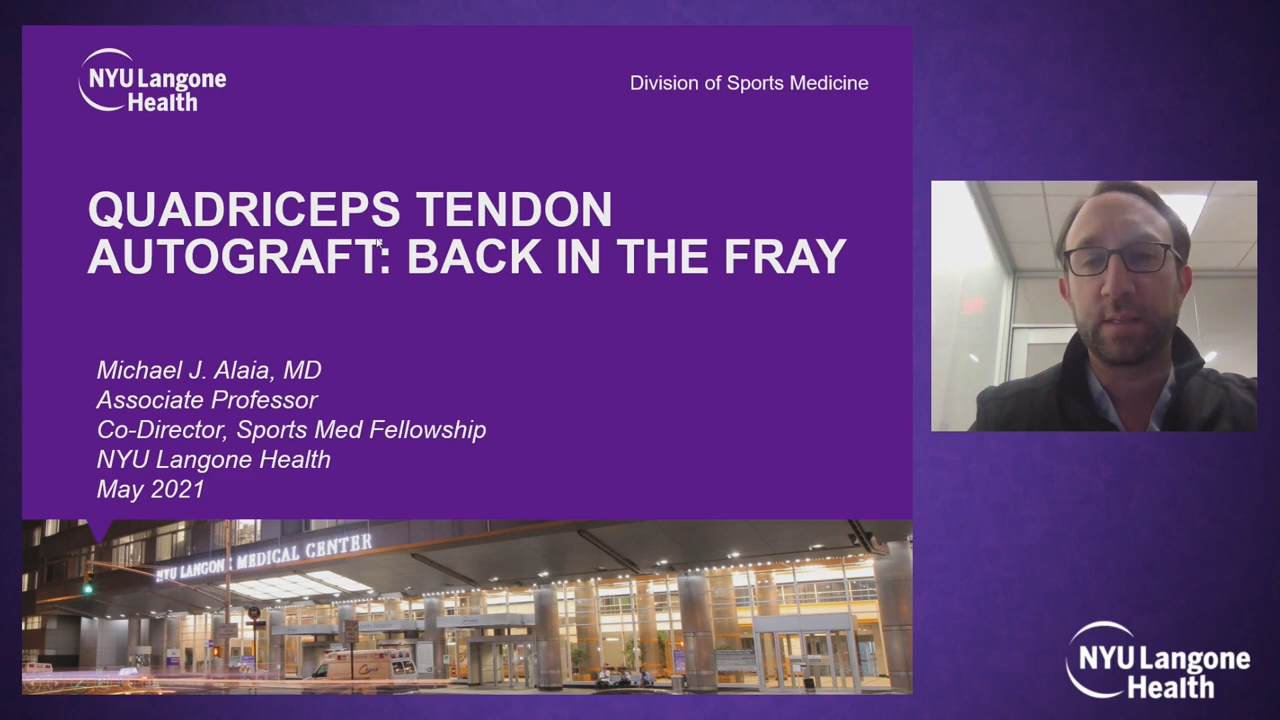 NYU Langone
Health
Division of Sports Medicine
QUADRICEPS TENDON
AUTOGRAFT: BACK IN THE FRAY
Michael J. Alaia, MD
Associate Professor
Co-Director, Sports Med Fellowship
NYU Langone Health
May 2021
NYU LANGONE MEDICAL CENTER
NYU Langone
Health